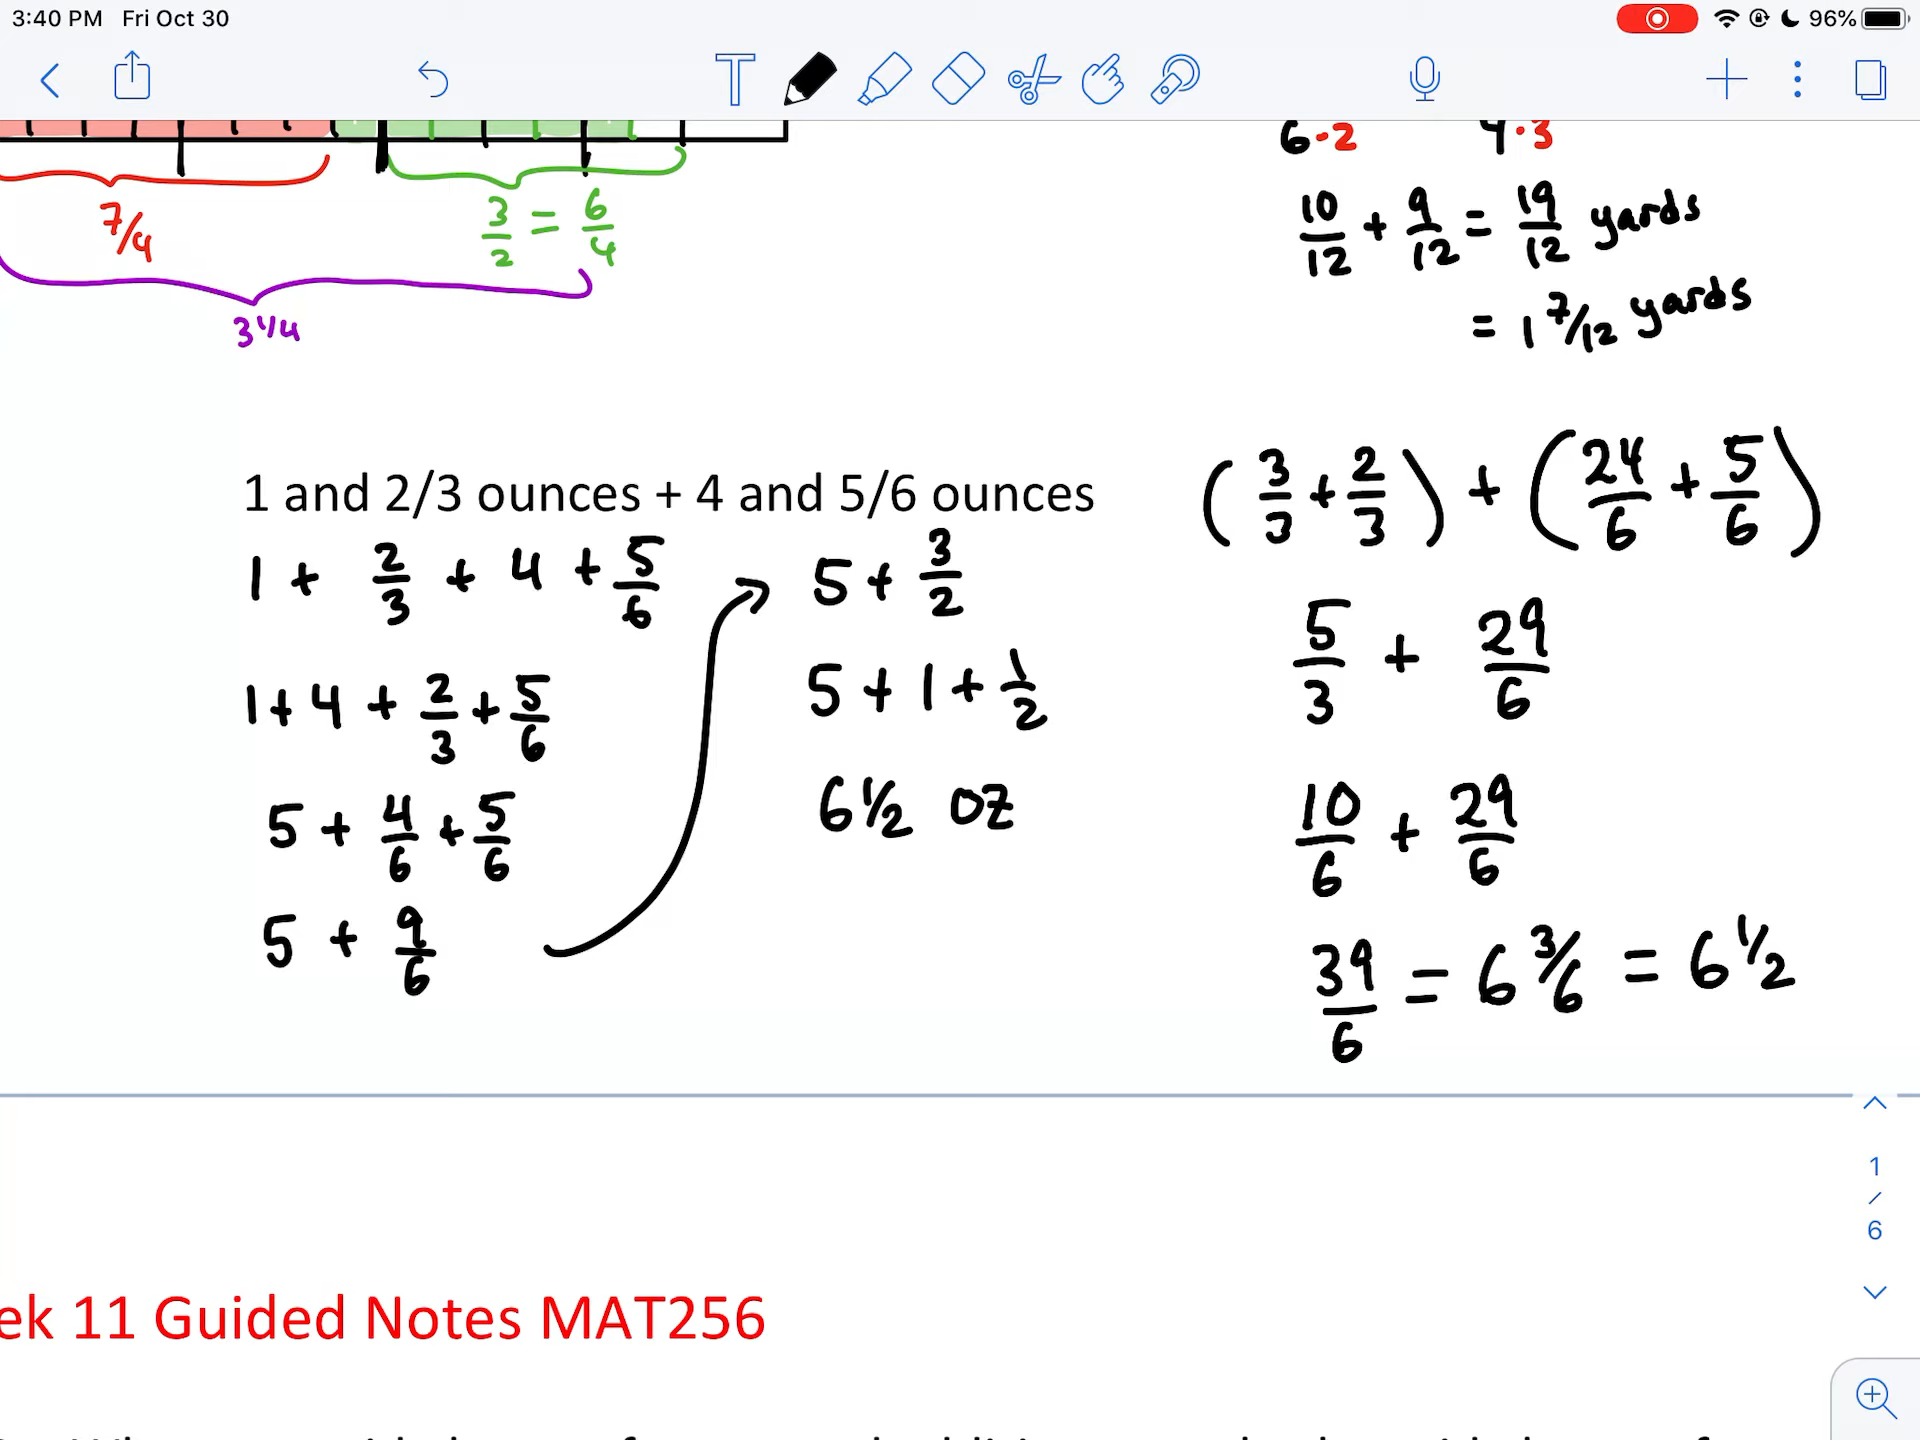 3:40 PM Fri Oct 30
96%
T
6·2 4·3
7/4
3/2 = 6/4
3 1/4
10/12 + 9/12 = 19/12 yards
= 1 7/12 yards
1 and 2/3 ounces + 4 and 5/6 ounces
1 + 2/3 + 4 + 5/6
1 + 4 + 2/3 + 5/6
5 + 4/6 + 5/6
5 + 9/6
5 + 3/2
5 + 1 + 1/2
6 1/2 oz
(3/3 + 2/3) + (24/6 + 5/6)
5/3 + 29/6
10/6 + 29/6
39/6 = 6 3/6 = 6 1/2
1
/
6
ek 11 Guided Notes MAT256